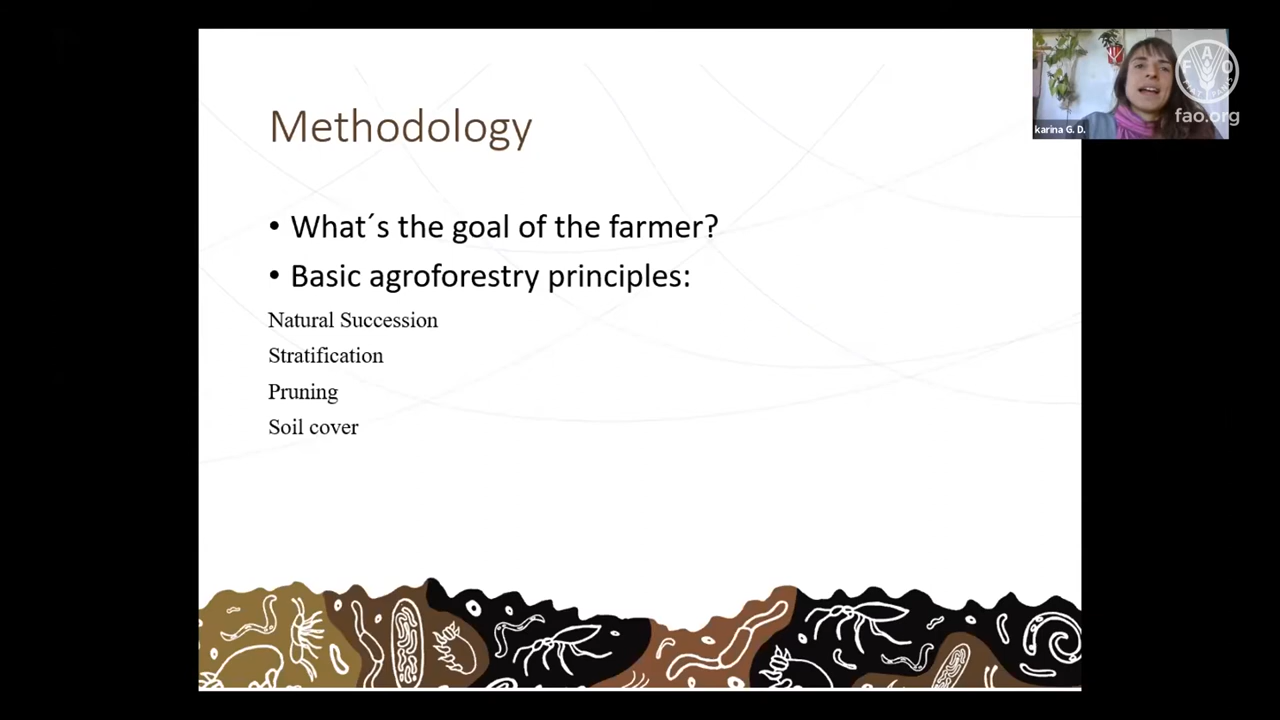 Methodology
• What´s the goal of the farmer?
• Basic agroforestry principles:
Natural Succession
Stratification
Pruning
Soil cover
karina G. D.
F A O
fao.org